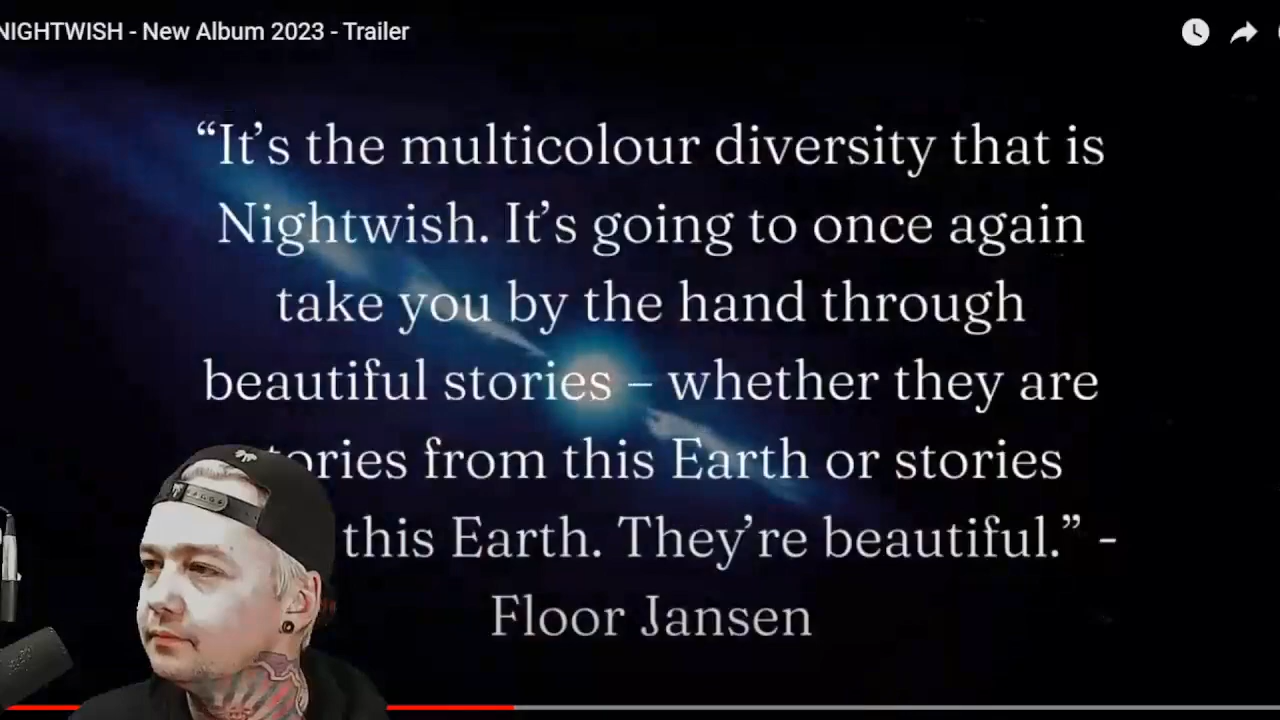 NIGHTWISH - New Album 2023 - Trailer
“It’s the multicolour diversity that is
Nightwish. It’s going to once again
take you by the hand through
beautiful stories – whether they are
stories from this Earth or stories
this Earth. They’re beautiful.” -
Floor Jansen